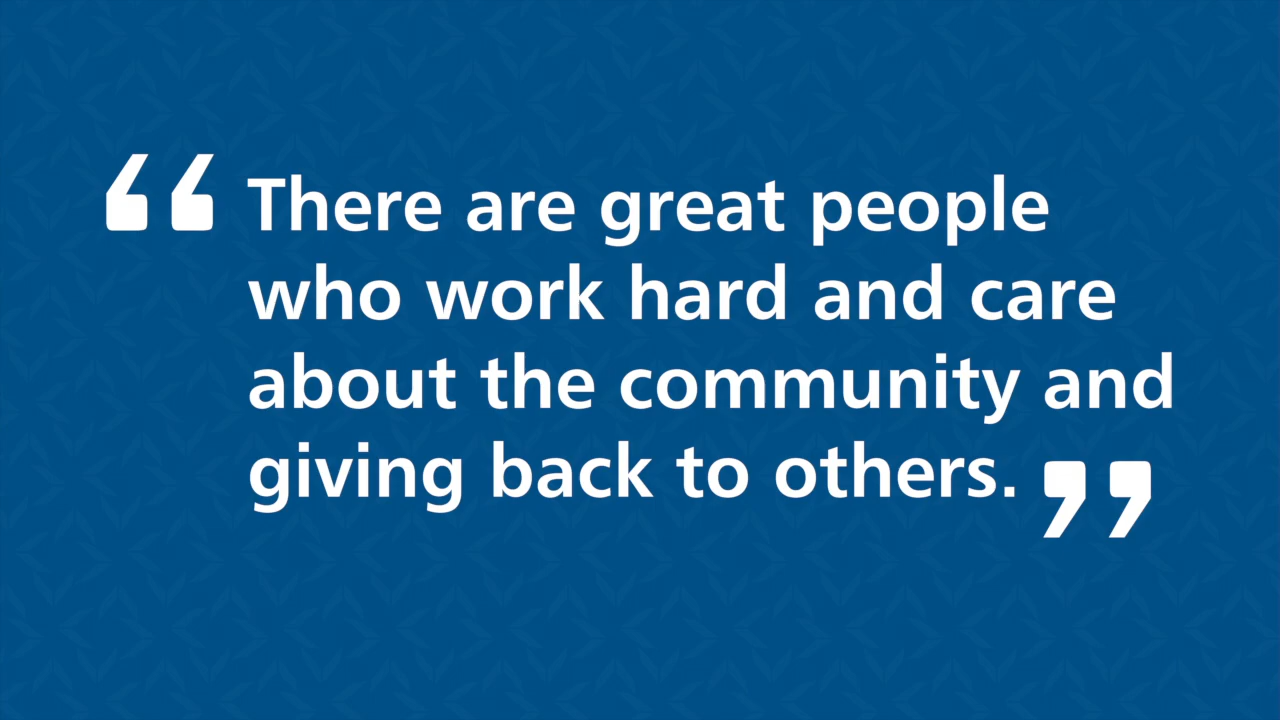 “There are great people
who work hard and care
about the community and
giving back to others.”